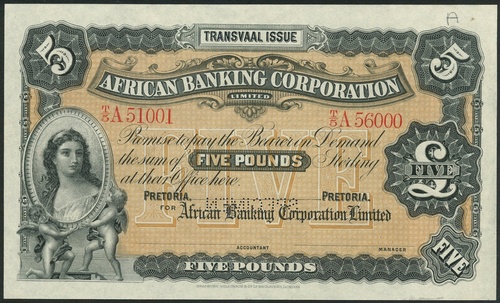 A
TRANSVAAL ISSUE
5 5
AFRICAN BANKING CORPORATION
LIMITED
T/5 A 51001 T/5 A 56000
Promise to pay the Bearer on Demand
the sum of FIVE POUNDS Sterling
at their Office here.
£ FIVE
PRETORIA. PRETORIA.
FOR African Banking Corporation Limited
ACCOUNTANT MANAGER
FIVE
FIVE POUNDS